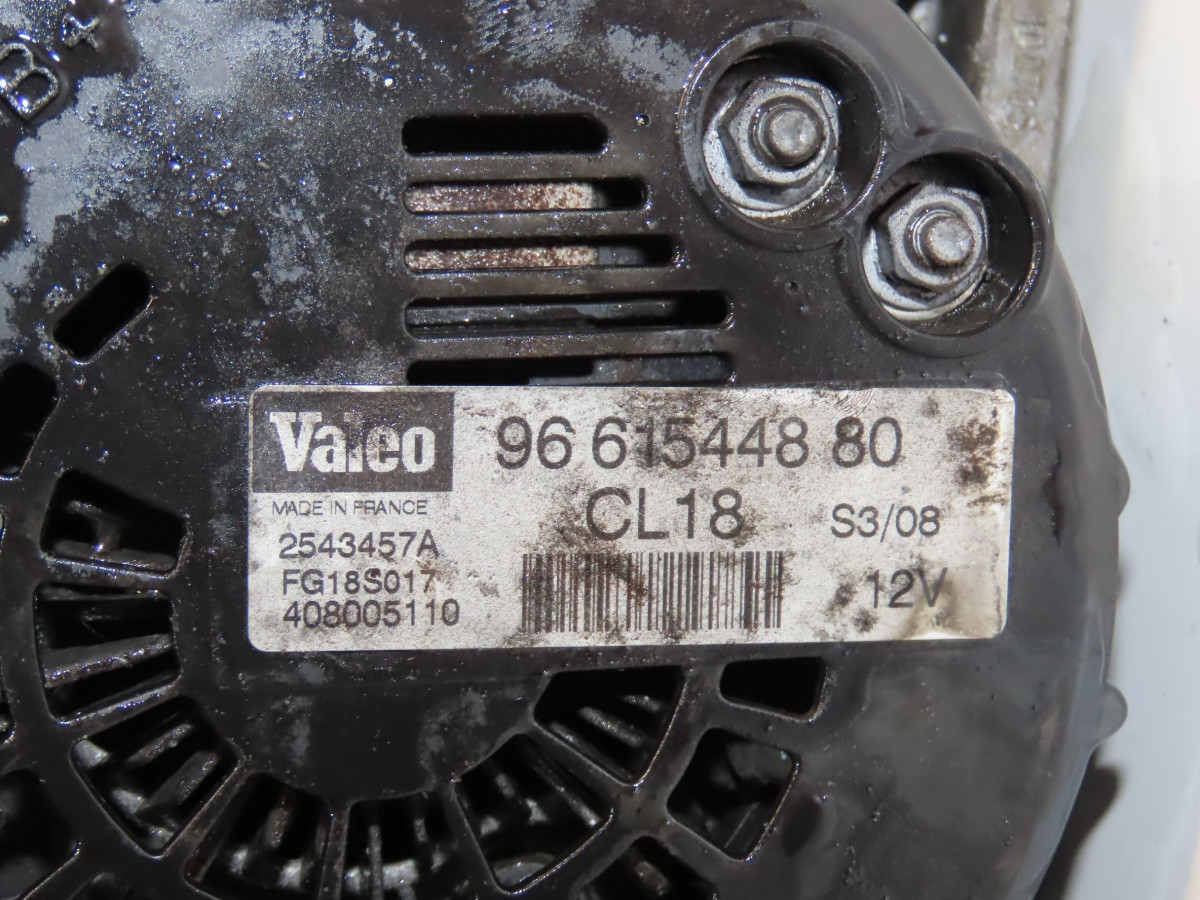 B+
Valeo
96 615448 80
MADE IN FRANCE
CL18
S3/08
2543457A
FG18S017
12V
408005110